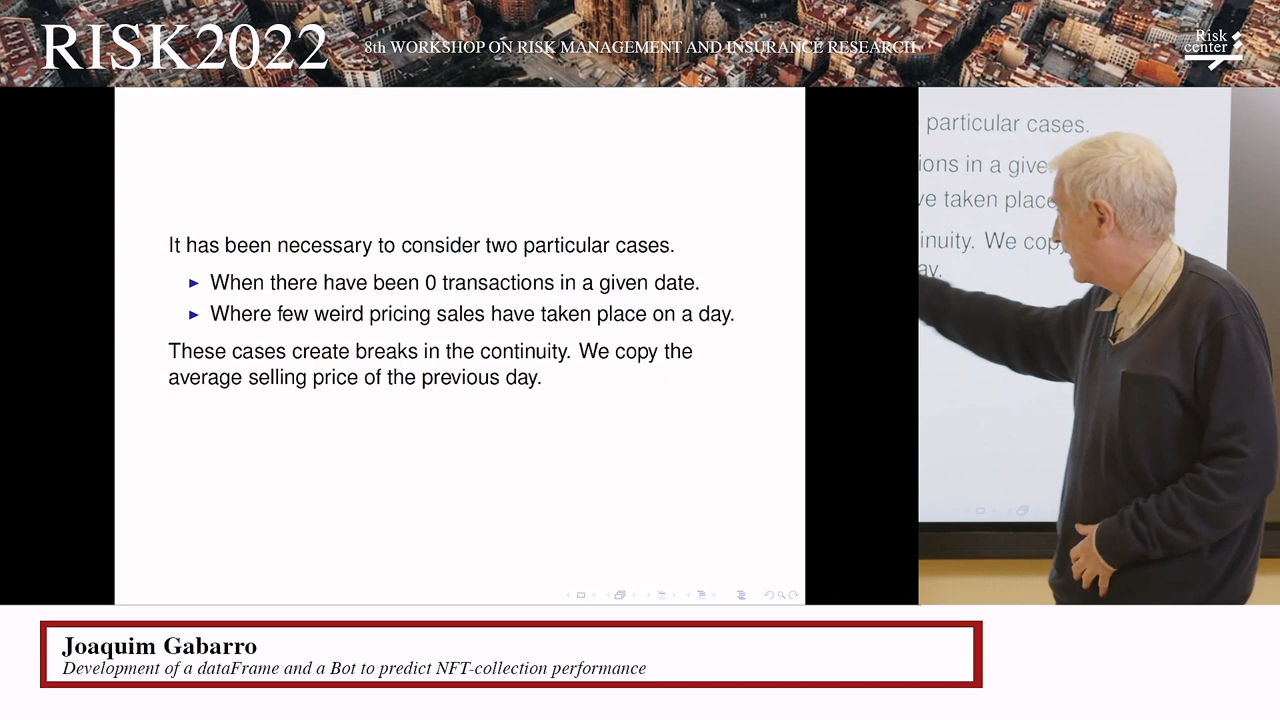 RISK2022
8th WORKSHOP ON RISK MANAGEMENT AND INSURANCE RESEARCH
Risk
center
It has been necessary to consider two particular cases.
When there have been 0 transactions in a given date.
Where few weird pricing sales have taken place on a day.
These cases create breaks in the continuity. We copy the
average selling price of the previous day.
particular cases.
ions in a give
ve taken place
inuity. We copy
ay.
Joaquim Gabarro
Development of a dataFrame and a Bot to predict NFT-collection performance